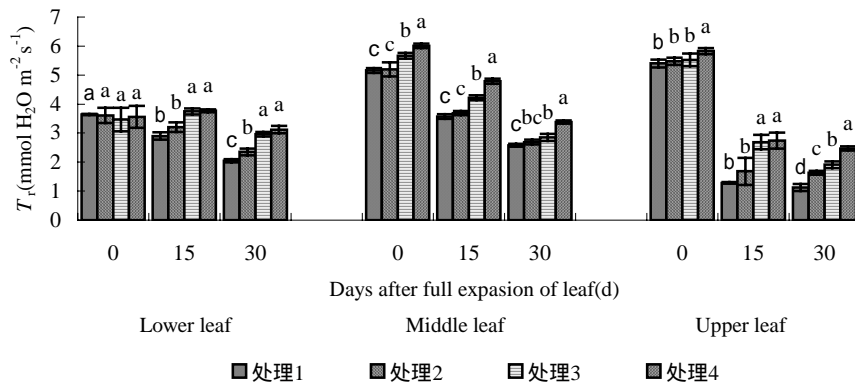 T r(mmol H2O m-2 s-1)
7
6
5
4
3
2
1
0
a a a a b b a a c b a a
c c b a c c b a c bc bc a
b b b a b b a a d c b a
0 15 30 0 15 30 0 15 30
Days after full expasion of leaf(d)
Lower leaf Middle leaf Upper leaf
处理1 处理2 处理3 处理4